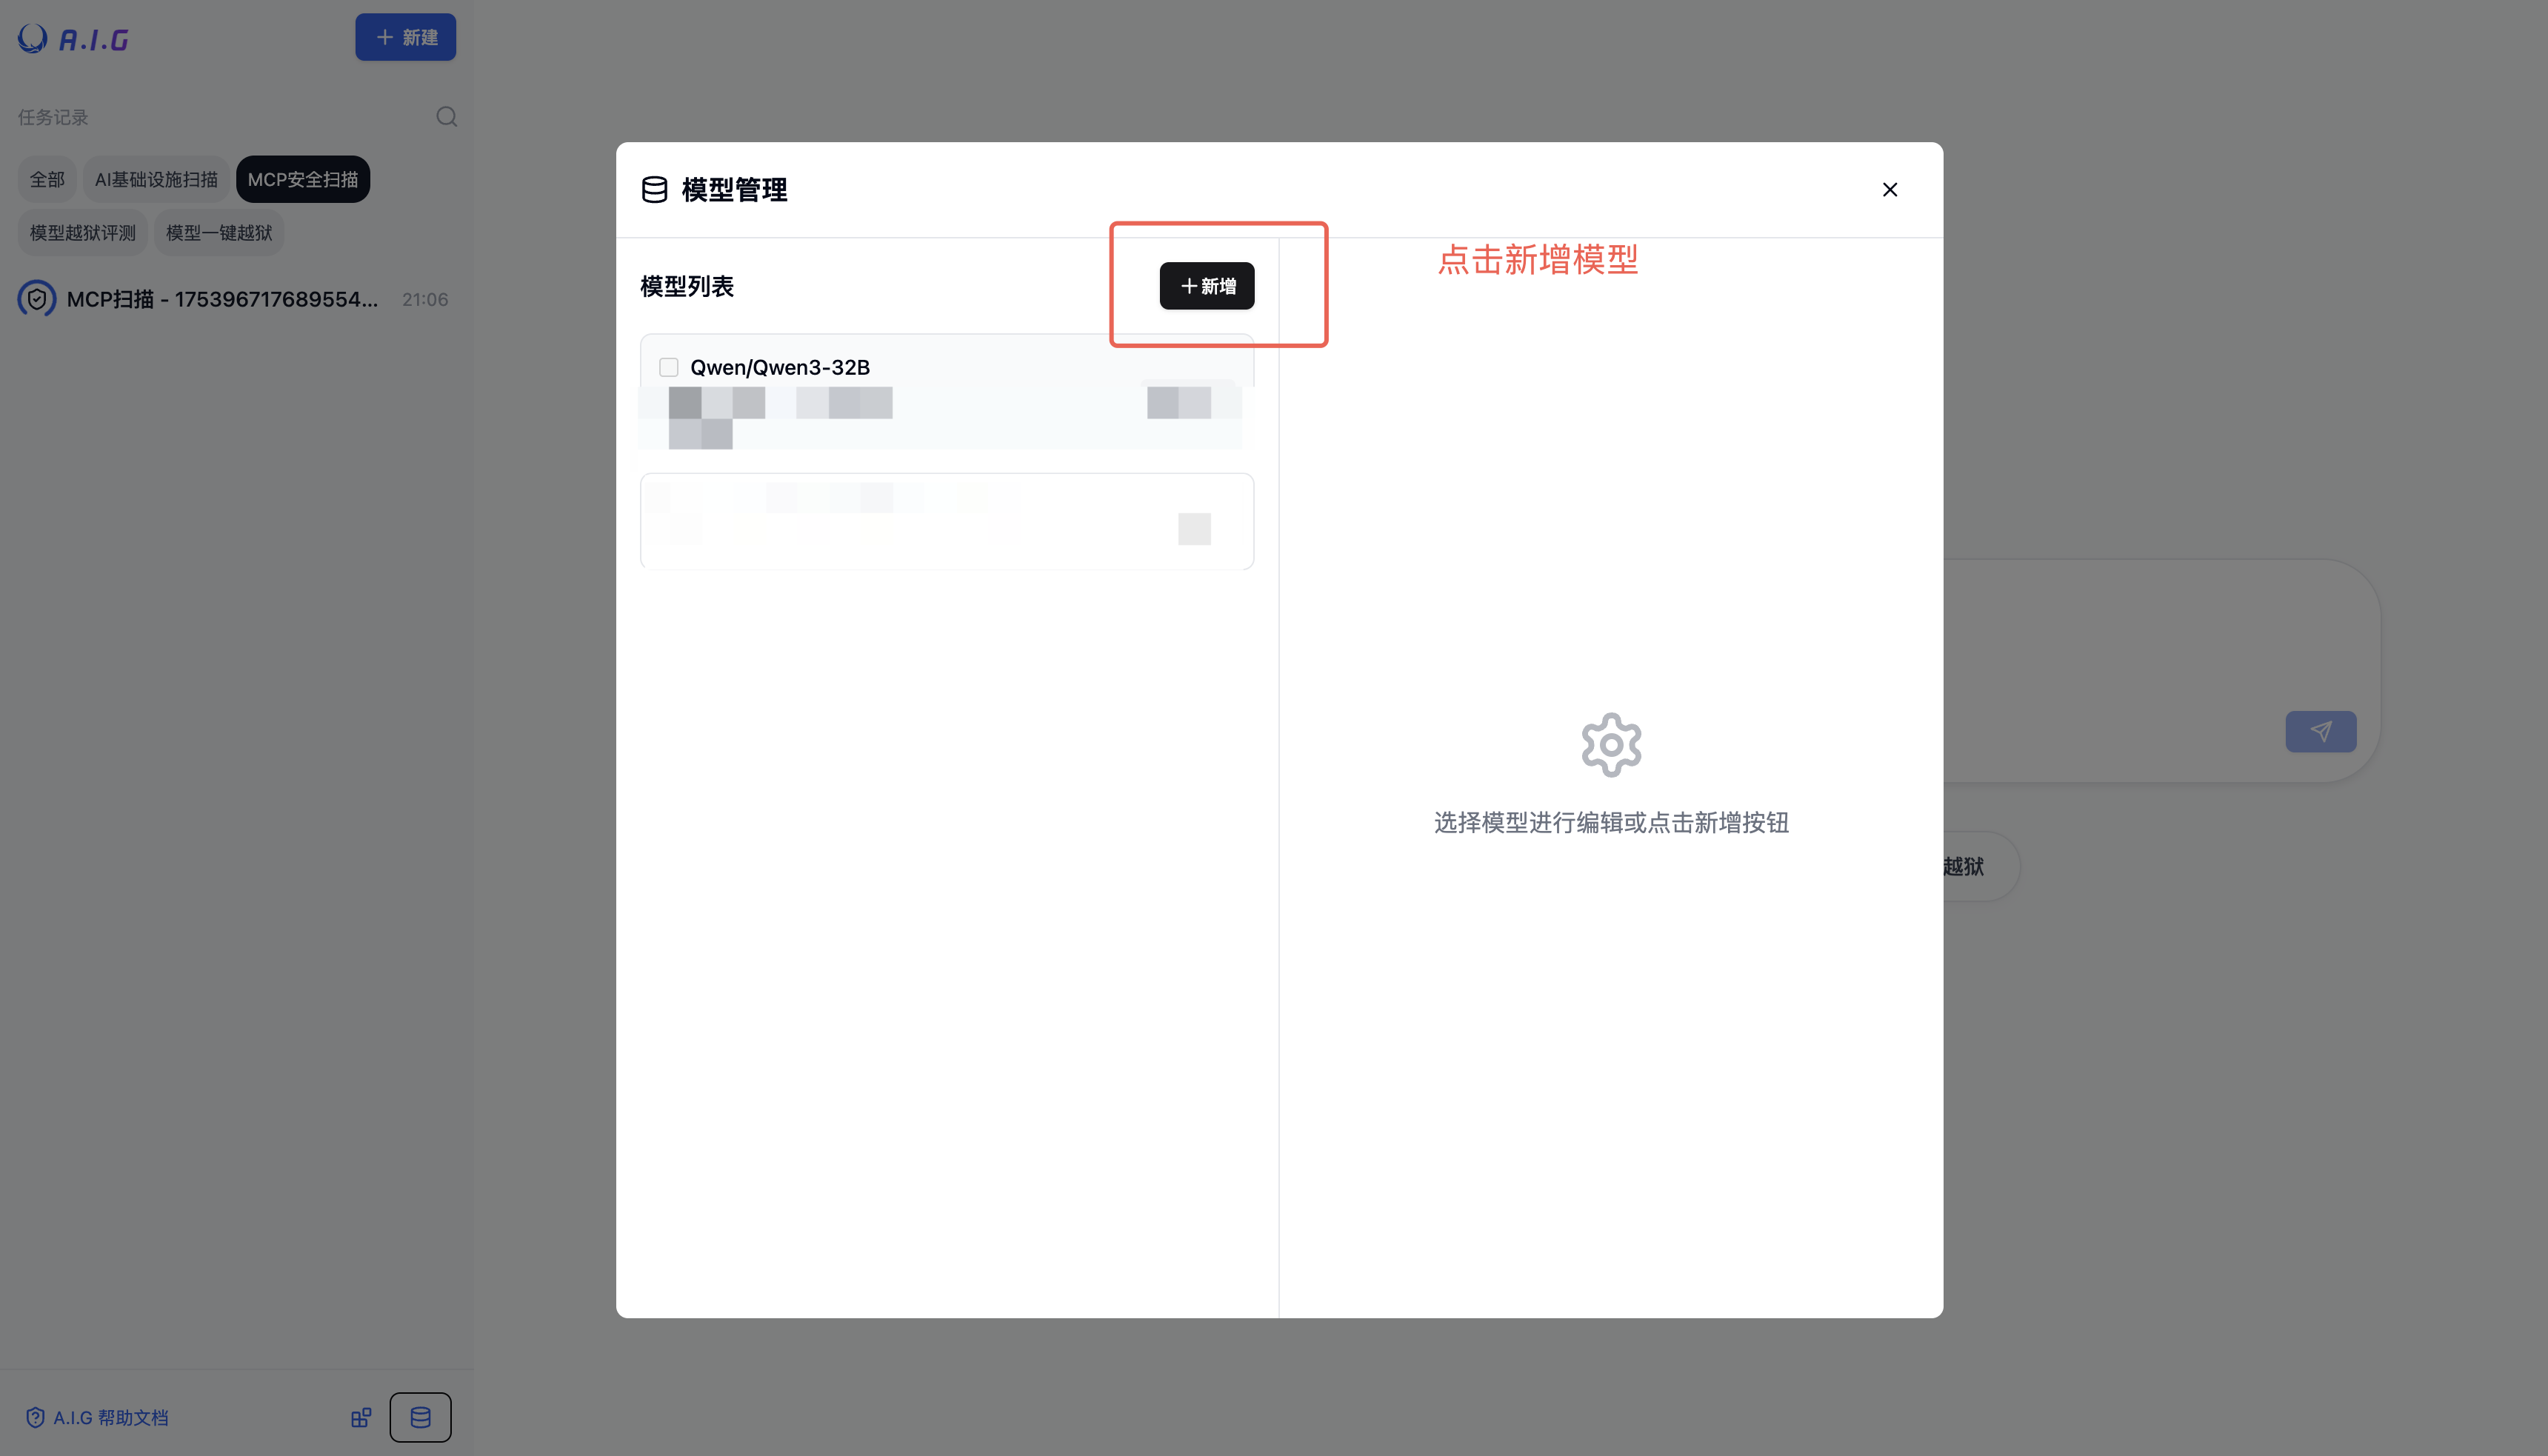 A.I.G
新建
任务记录
全部
AI基础设施扫描
MCP安全扫描
模型越狱评测
模型一键越狱
MCP扫描 - 175396717689554...
21:06
模型管理
模型列表
新增
点击新增模型
Qwen/Qwen3-32B
选择模型进行编辑或点击新增按钮
越狱
A.I.G 帮助文档